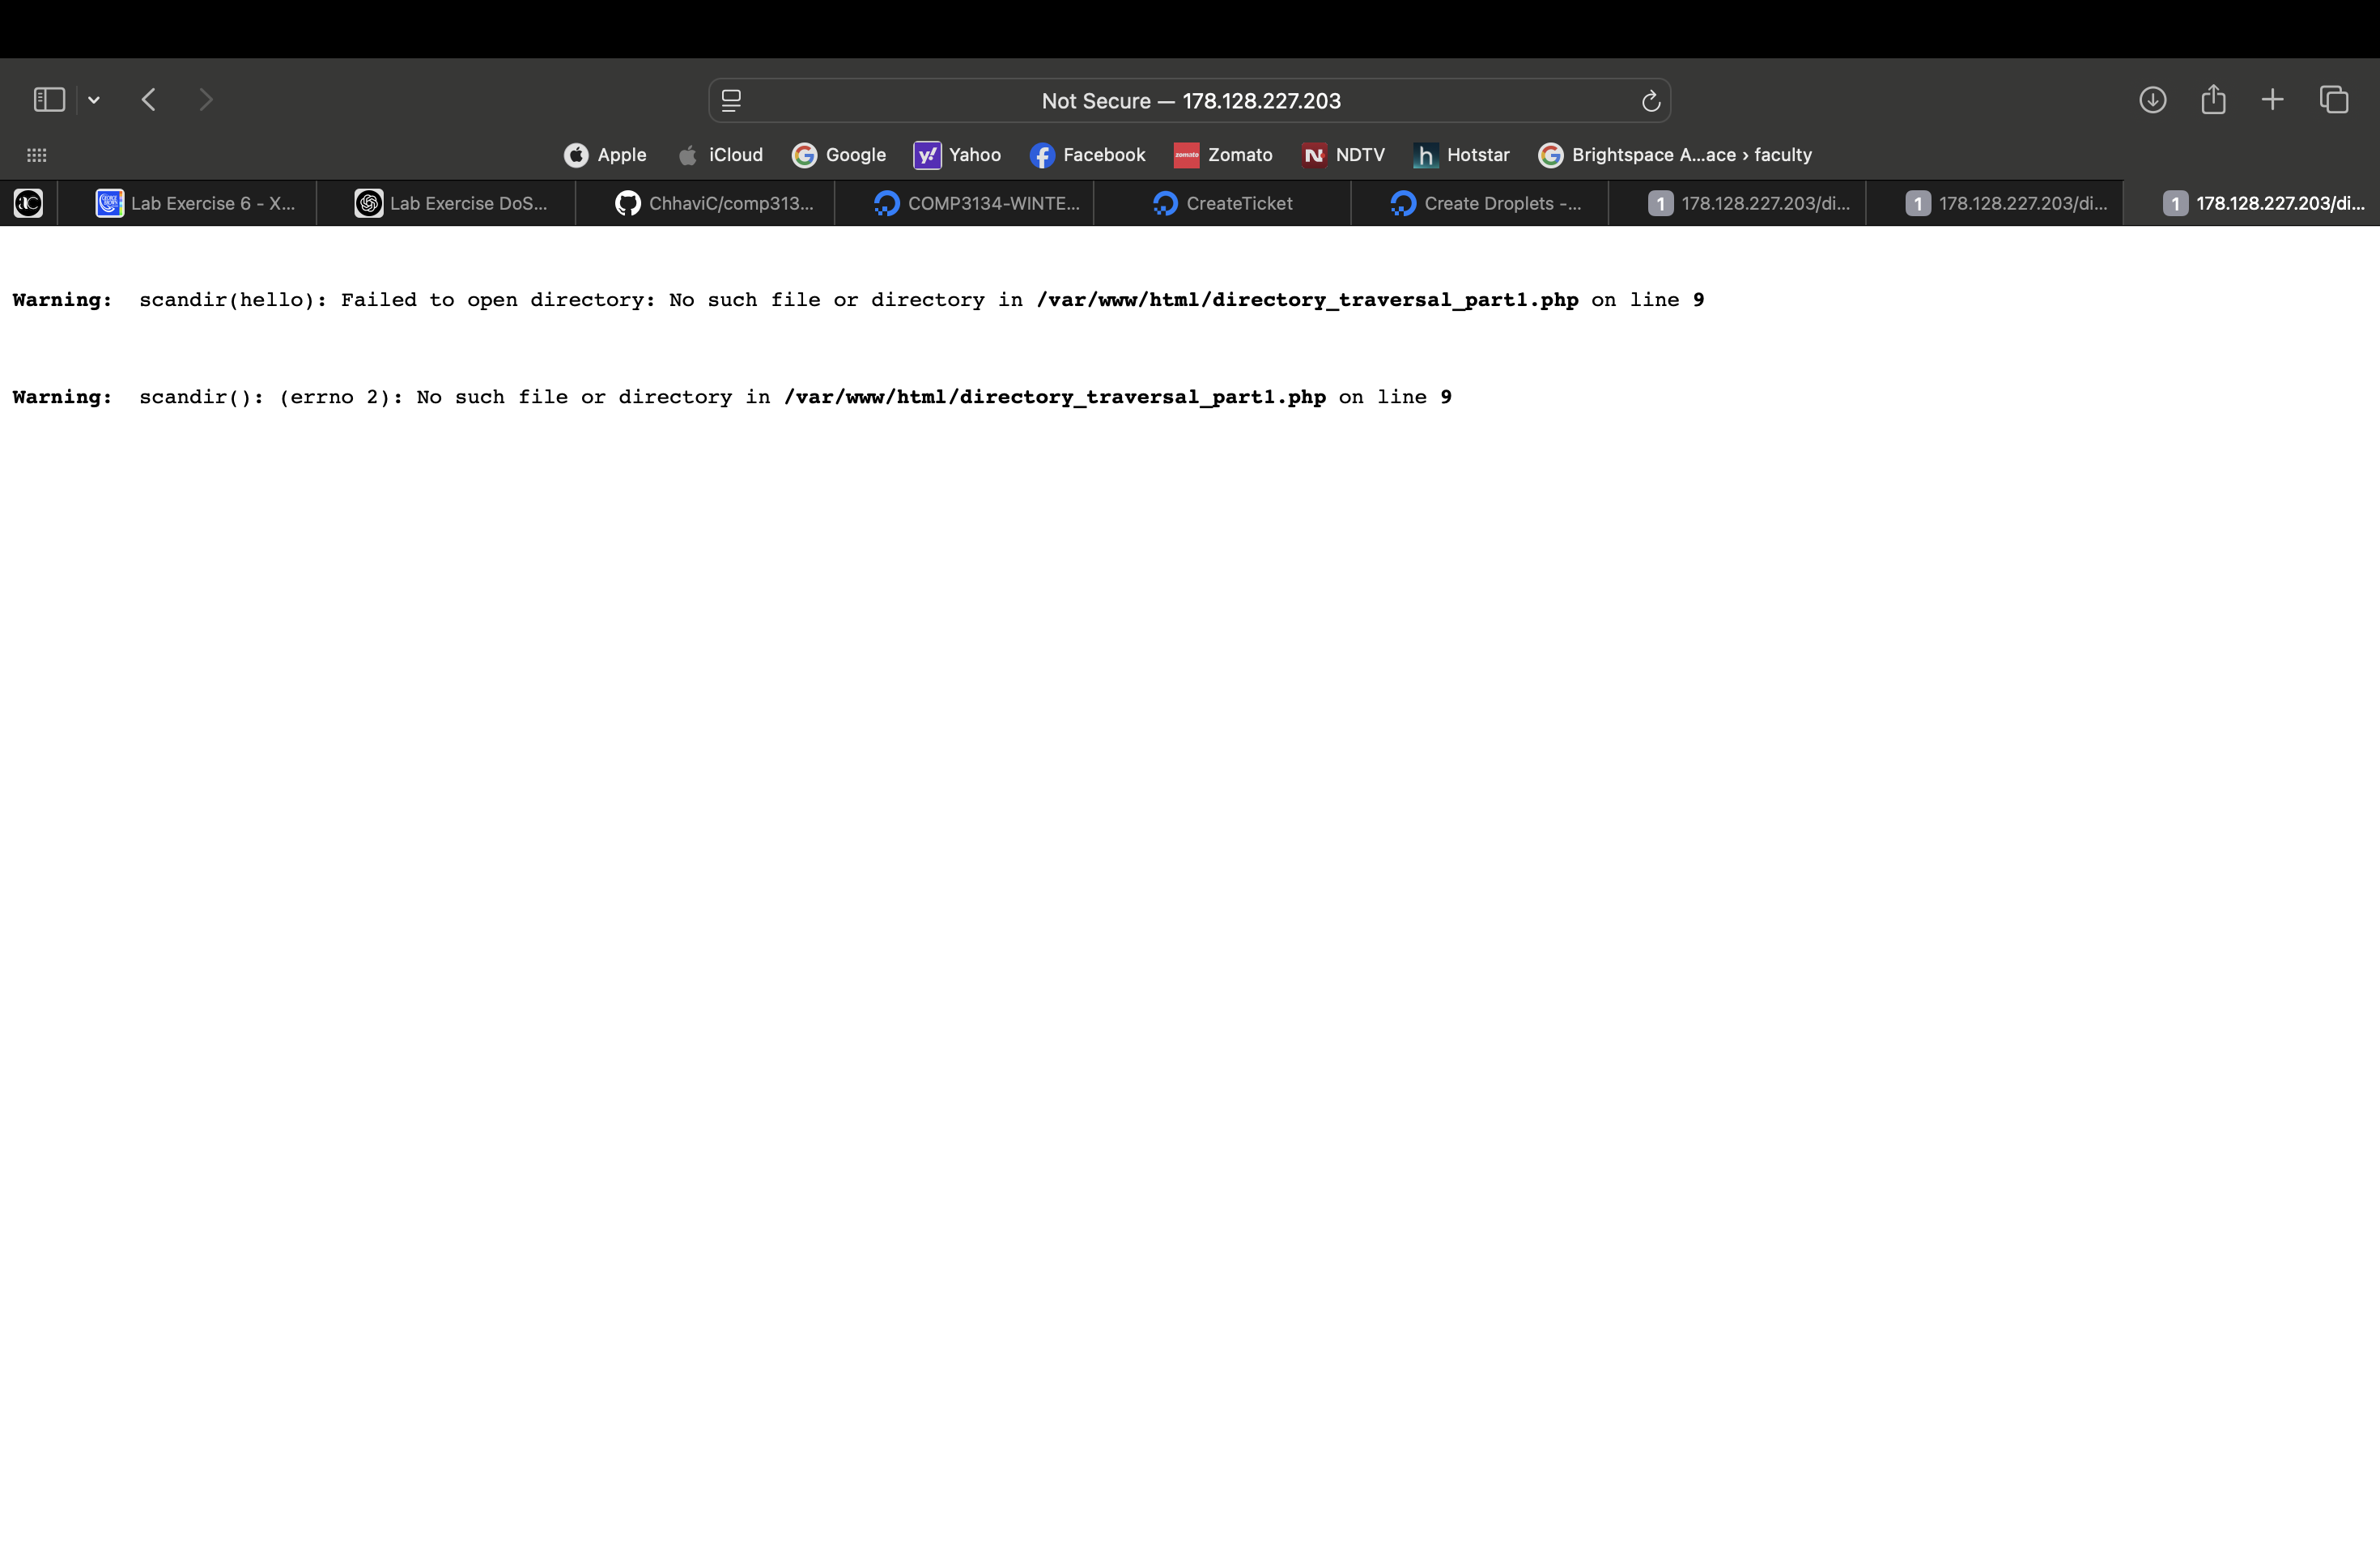 Not Secure — 178.128.227.203
Apple iCloud Google Yahoo Facebook Zomato NDTV Hotstar Brightspace A...ace › faculty
Lab Exercise 6 - X... Lab Exercise DoS... ChhaviC/comp313... COMP3134-WINTE... CreateTicket Create Droplets -... 1 178.128.227.203/di... 1 178.128.227.203/di... 1 178.128.227.203/di...
Warning: scandir(hello): Failed to open directory: No such file or directory in /var/www/html/directory_traversal_part1.php on line 9
Warning: scandir(): (errno 2): No such file or directory in /var/www/html/directory_traversal_part1.php on line 9